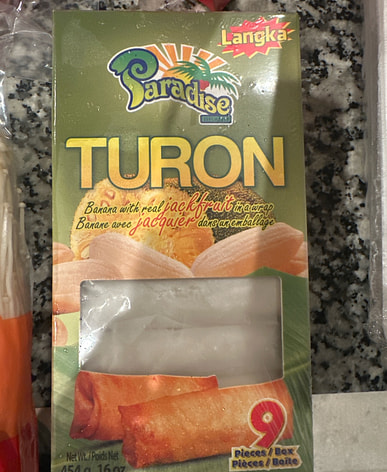 Langka
Paradise
TURON
Banana with real jackfruit in a wrap
Banane avec jacquier dans un emballage
9
Pieces / Box
Pièces / Boîte
Net Wt. / Poids Net
454 g 16 oz